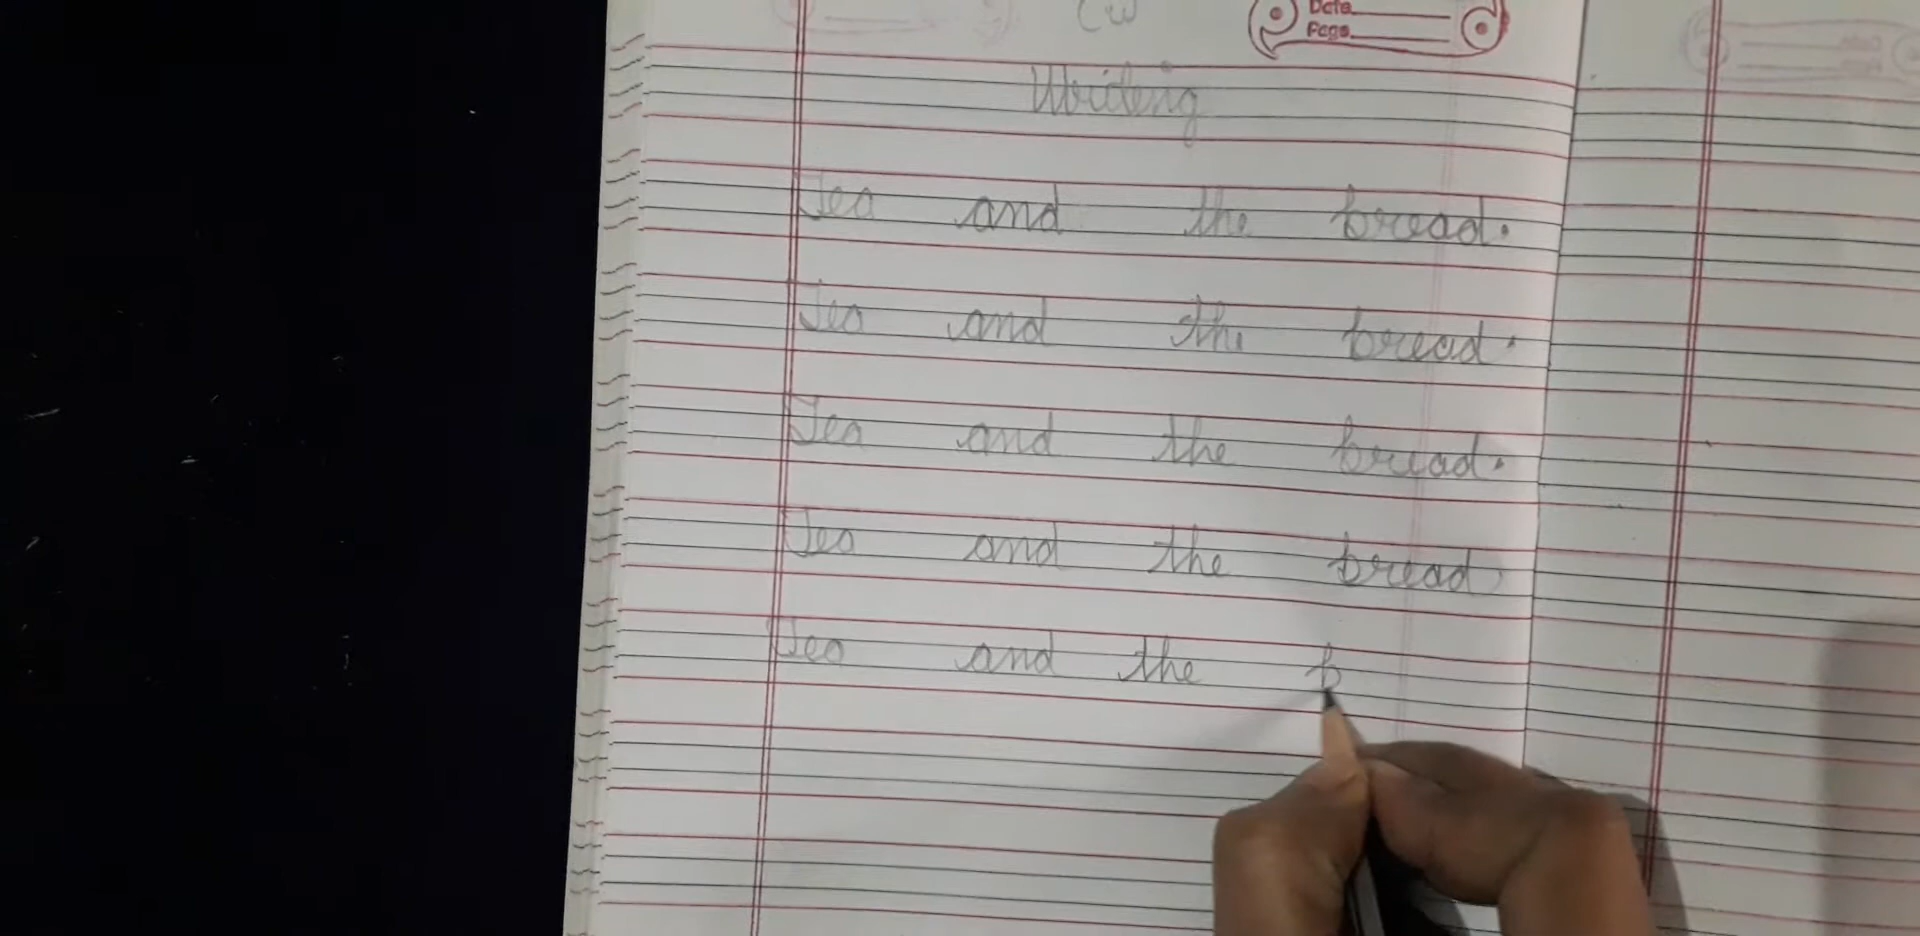 CW
Date
Page
Writing
Tea and the bread.
Tea and the bread.
Tea and the bread.
Tea and the bread
Tea and the b